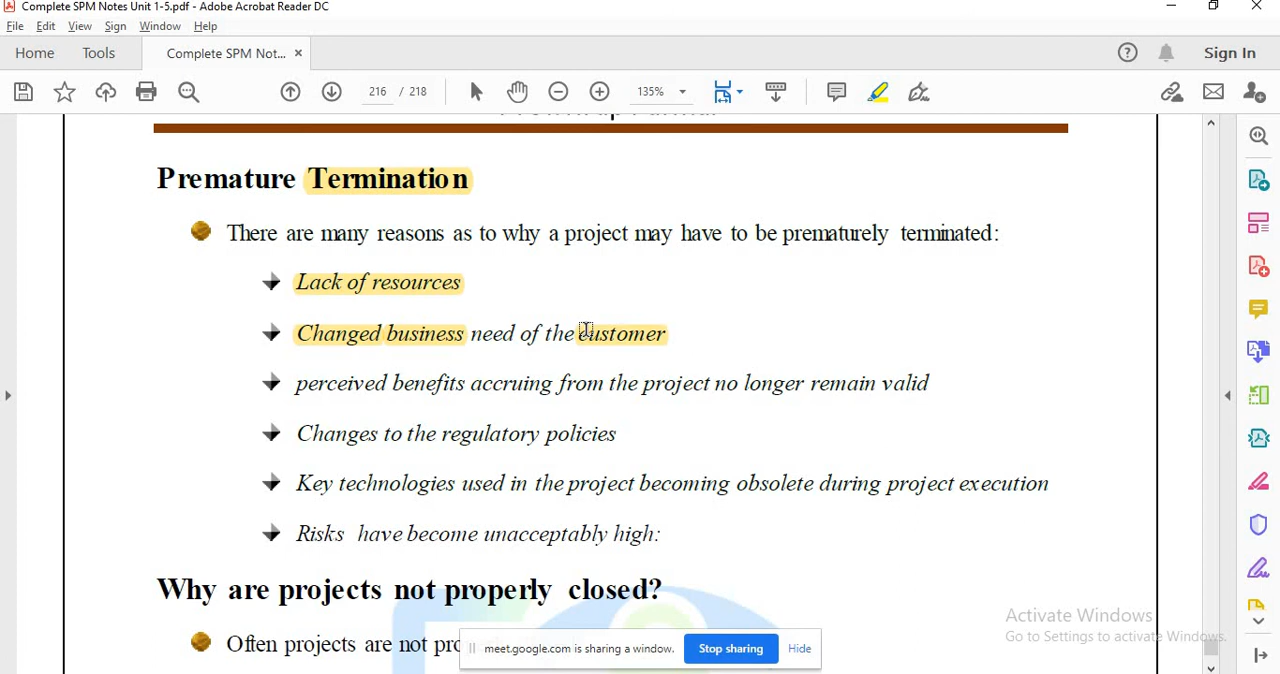 Complete SPM Notes Unit 1-5.pdf - Adobe Acrobat Reader DC
File Edit View Sign Window Help
Home Tools Complete SPM Not... × Sign In
216 / 218 135%
Premature Termination
There are many reasons as to why a project may have to be prematurely terminated:
Lack of resources
Changed business need of the customer
perceived benefits accruing from the project no longer remain valid
Changes to the regulatory policies
Key technologies used in the project becoming obsolete during project execution
Risks have become unacceptably high:
Why are projects not properly closed?
Often projects are not
meet.google.com is sharing a window. Stop sharing Hide
Activate Windows
Go to Settings to activate Windows.